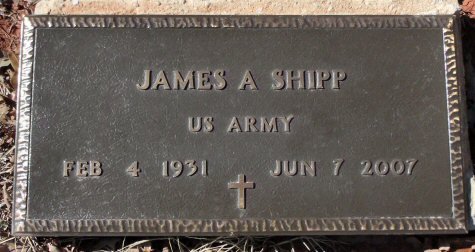 JAMES A SHIPP
US ARMY
FEB 4 1931 JUN 7 2007